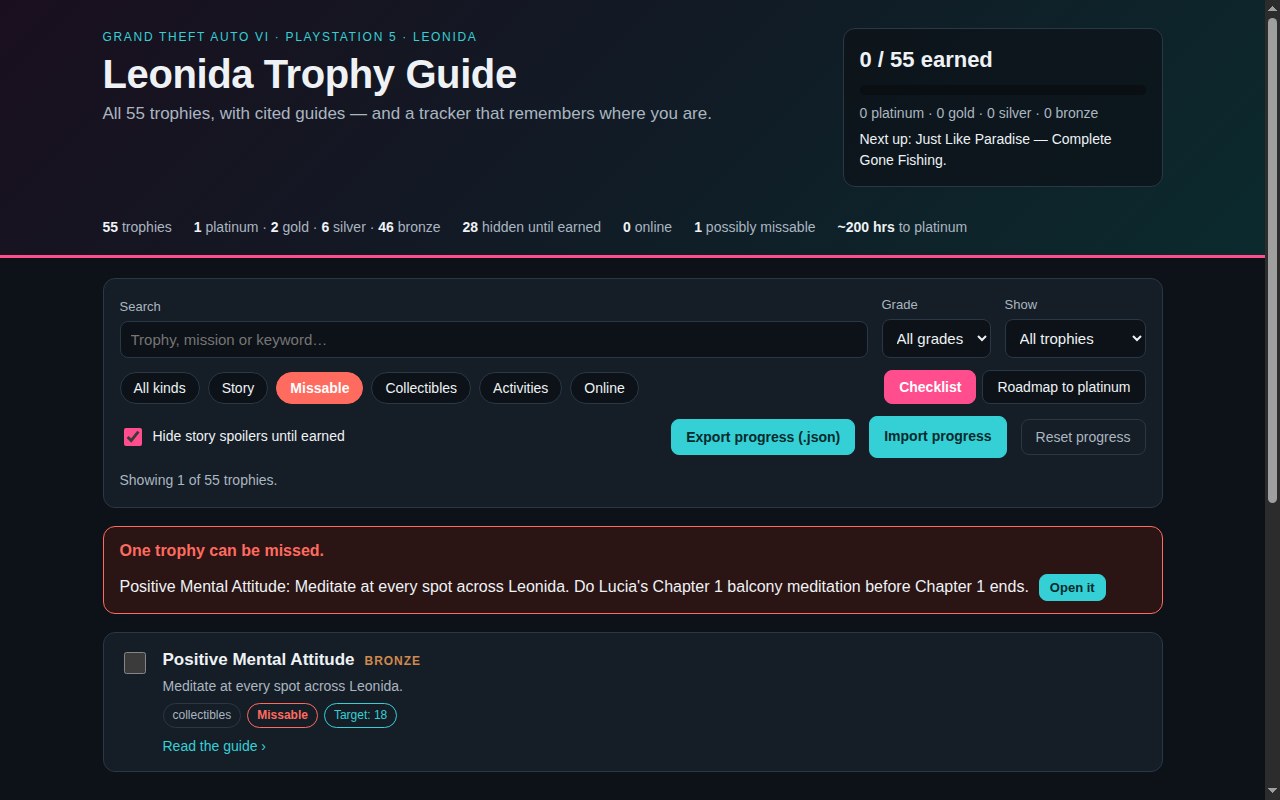 GRAND THEFT AUTO VI · PLAYSTATION 5 · LEONIDA
Leonida Trophy Guide
All 55 trophies, with cited guides — and a tracker that remembers where you are.
0 / 55 earned
0 platinum · 0 gold · 0 silver · 0 bronze
Next up: Just Like Paradise — Complete
Gone Fishing.
55 trophies 1 platinum · 2 gold · 6 silver · 46 bronze 28 hidden until earned 0 online 1 possibly missable ~200 hrs to platinum
Search
Trophy, mission or keyword…
Grade
All grades
Show
All trophies
All kinds Story Missable Collectibles Activities Online
Checklist Roadmap to platinum
Hide story spoilers until earned
Export progress (.json) Import progress Reset progress
Showing 1 of 55 trophies.
One trophy can be missed.
Positive Mental Attitude: Meditate at every spot across Leonida. Do Lucia's Chapter 1 balcony meditation before Chapter 1 ends. Open it
Positive Mental Attitude BRONZE
Meditate at every spot across Leonida.
collectibles Missable Target: 18
Read the guide ›